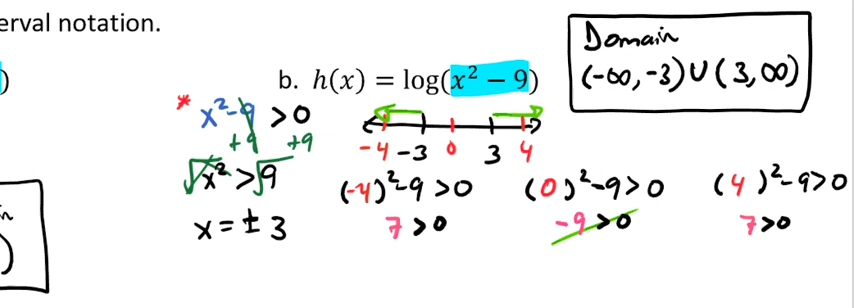 erval notation.
)
b. h(x) = log(x² − 9)
Domain
(-∞, -3) ∪ (3, ∞)
* x² - 9 > 0
+9 +9
√x² > √9
x = ± 3
-4 -3 0 3 4
(-4)² - 9 > 0
7 > 0
(0)² - 9 > 0
-9 > 0
(4)² - 9 > 0
7 > 0
)